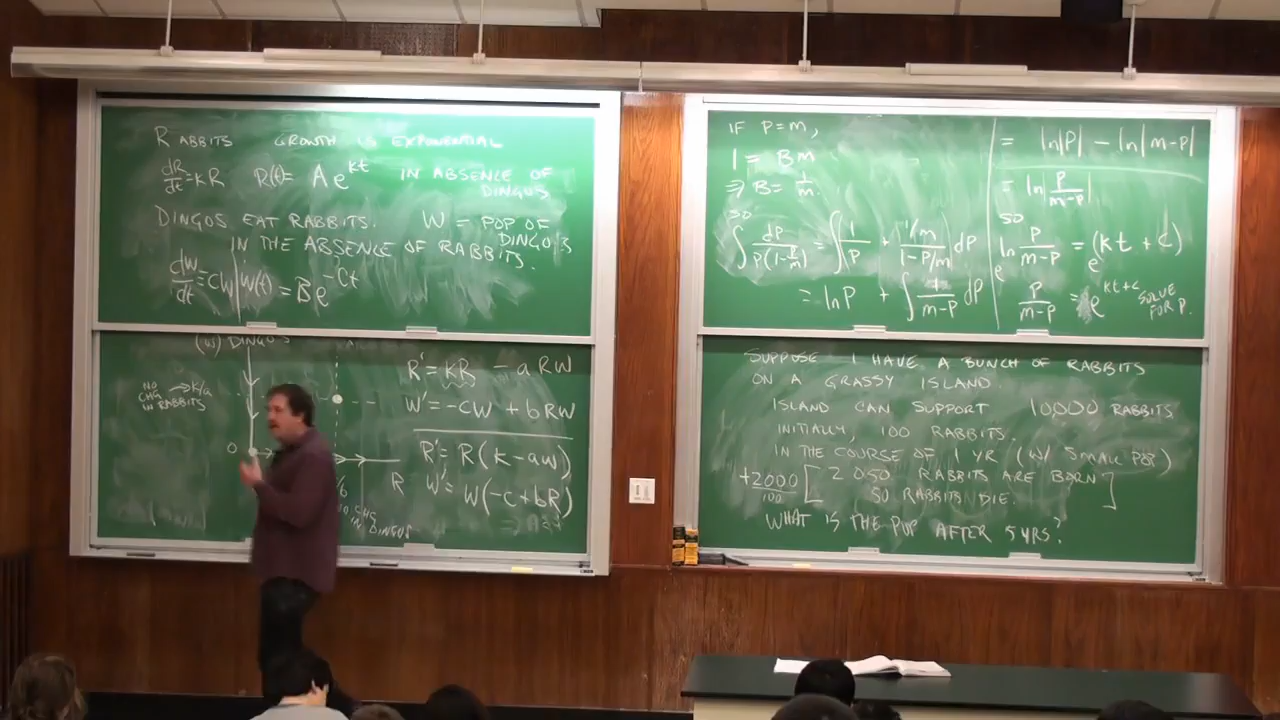 RABBITS GROWTH IS EXPONENTIAL
dR/dt = kR R(t) = Ae^kt IN ABSENCE OF
DINGOS
DINGOS EAT RABBITS. W = POP OF
DINGOS
IN THE ABSENCE OF RABBITS.
dW/dt = CW W(t) = Be^-Ct
(W) DINGOS
NO
CHG
IN RABBITS
→ K/a
0
R
CHG
IN DINGOS
R' = kR - aRW
W' = -CW + bRW
R' = R(k - aW)
W' = W(-c + bR)
IF P = m,
1 = Bm
⇒ B = 1/m.
SO
∫ dP/P(1-P/m) = ∫ 1/P + (1/m)/(1-P/m) dP
= ln P + ∫ 1/(m-P) dP
= ln|P| - ln|m-P|
= ln|P/(m-P)|
SO
e^ln P/(m-P) = e^(kt + c)
P/(m-P) = e^kt+c SOLVE
FOR P.
SUPPOSE I HAVE A BUNCH OF RABBITS
ON A GRASSY ISLAND.
ISLAND CAN SUPPORT 10,000 RABBITS
INITIALLY, 100 RABBITS.
IN THE COURSE OF 1 YR (W/ SMALL POP)
+2000/100 [2050 RABBITS ARE BORN
50 RABBITS DIE.]
WHAT IS THE POP AFTER 5 YRS?